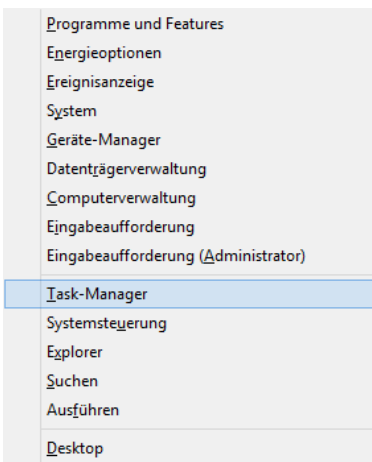 Programme und Features
Energieoptionen
Ereignisanzeige
System
Geräte-Manager
Datenträgerverwaltung
Computerverwaltung
Eingabeaufforderung
Eingabeaufforderung (Administrator)
Task-Manager
Systemsteuerung
Explorer
Suchen
Ausführen
Desktop